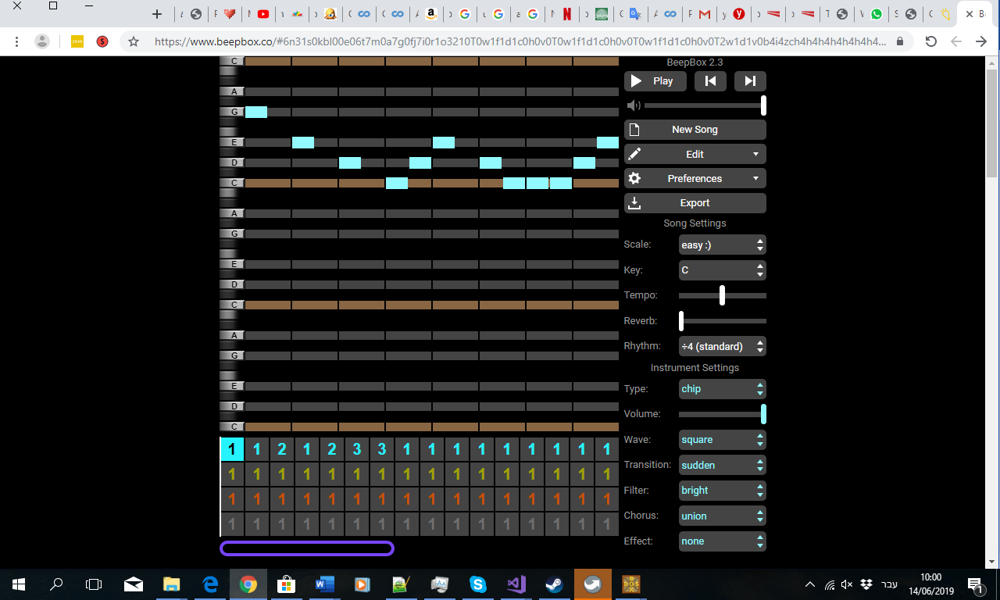 https://www.beepbox.co/#6n31s0kbl00e06t7m0a7g0fj7i0r1o3210T0w1f1d1c0h0v0T0w1f1d1c0h0v0T0w1f1d1c0h0v0T2w1d1v0b4i4zch4h4h4h4h4h4h4...
C
A
G
E
D
C
A
G
E
D
C
A
G
E
D
C
1 1 2 1 2 3 3 1 1 1 1 1 1 1 1 1
1 1 1 1 1 1 1 1 1 1 1 1 1 1 1 1
1 1 1 1 1 1 1 1 1 1 1 1 1 1 1 1
1 1 1 1 1 1 1 1 1 1 1 1 1 1 1 1
BeepBox 2.3
Play
New Song
Edit
Preferences
Export
Song Settings
Scale: easy :)
Key: C
Tempo:
Reverb:
Rhythm: ÷4 (standard)
Instrument Settings
Type: chip
Volume:
Wave: square
Transition: sudden
Filter: bright
Chorus: union
Effect: none
עבר
10:00
14/06/2019
1